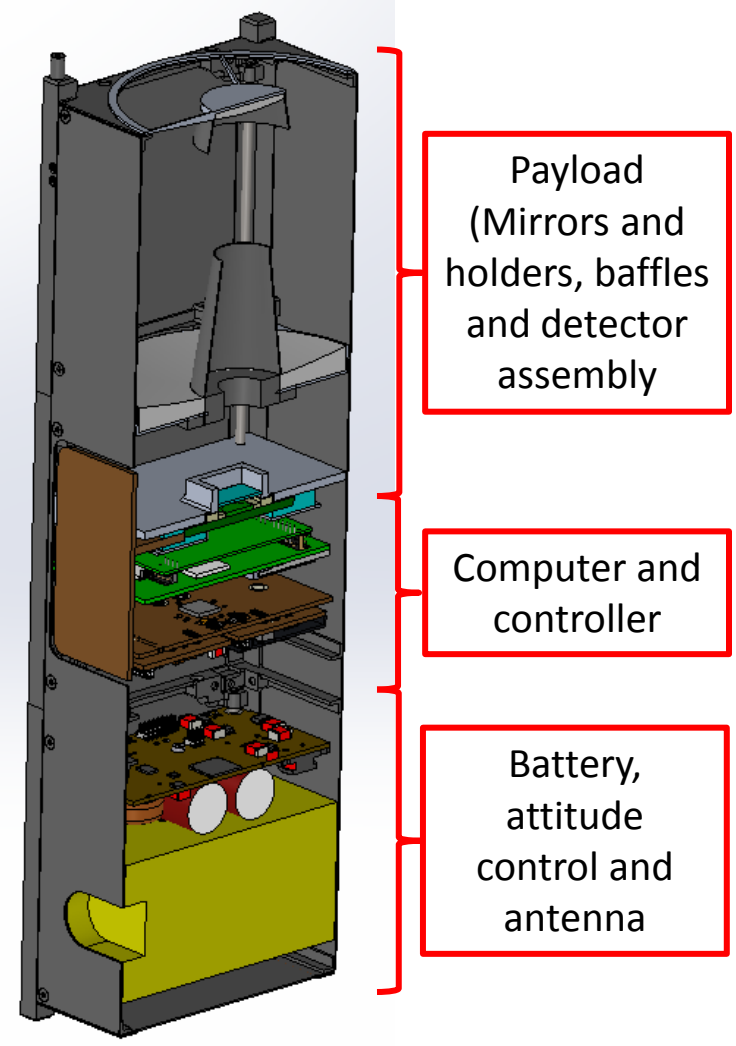 Payload
(Mirrors and
holders, baffles
and detector
assembly
Computer and
controller
Battery,
attitude
control and
antenna